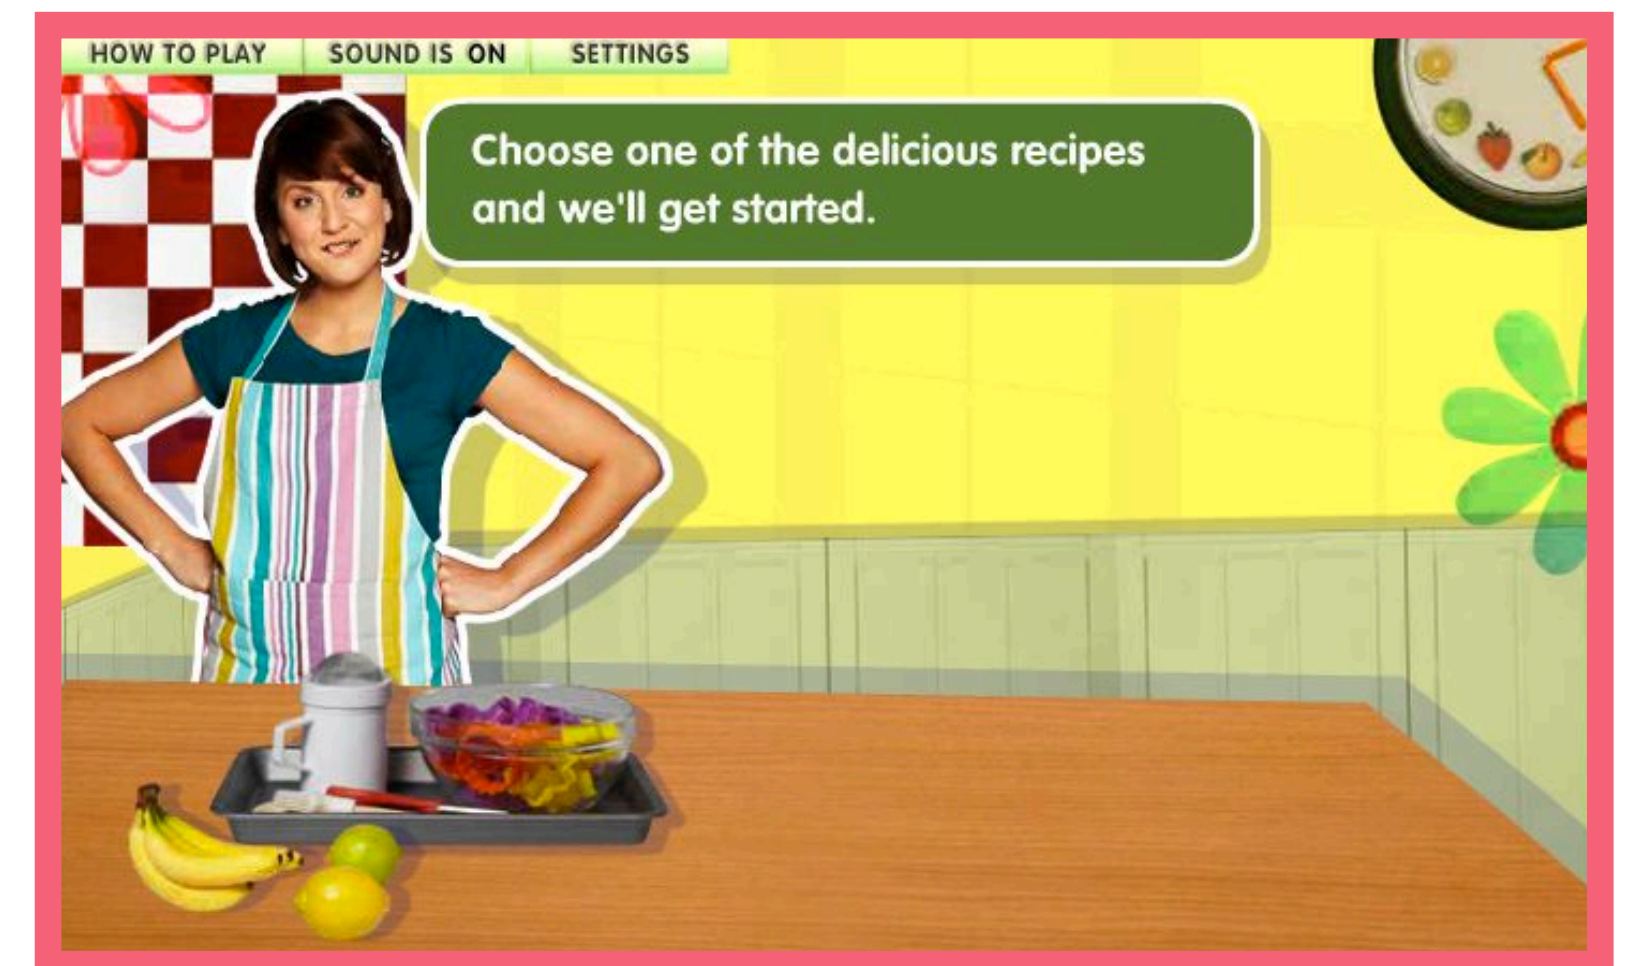 HOW TO PLAY
SOUND IS ON
SETTINGS
Choose one of the delicious recipes
and we'll get started.